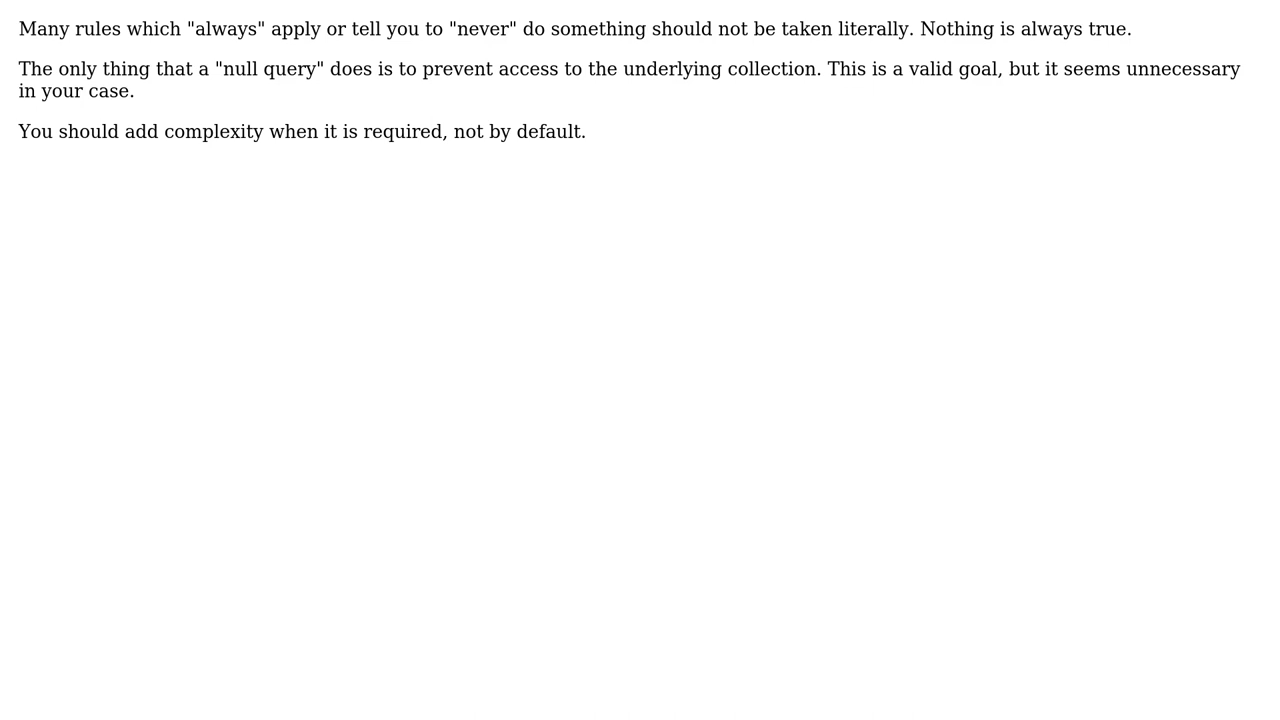 Many rules which "always" apply or tell you to "never" do something should not be taken literally. Nothing is always true.
The only thing that a "null query" does is to prevent access to the underlying collection. This is a valid goal, but it seems unnecessary
in your case.
You should add complexity when it is required, not by default.